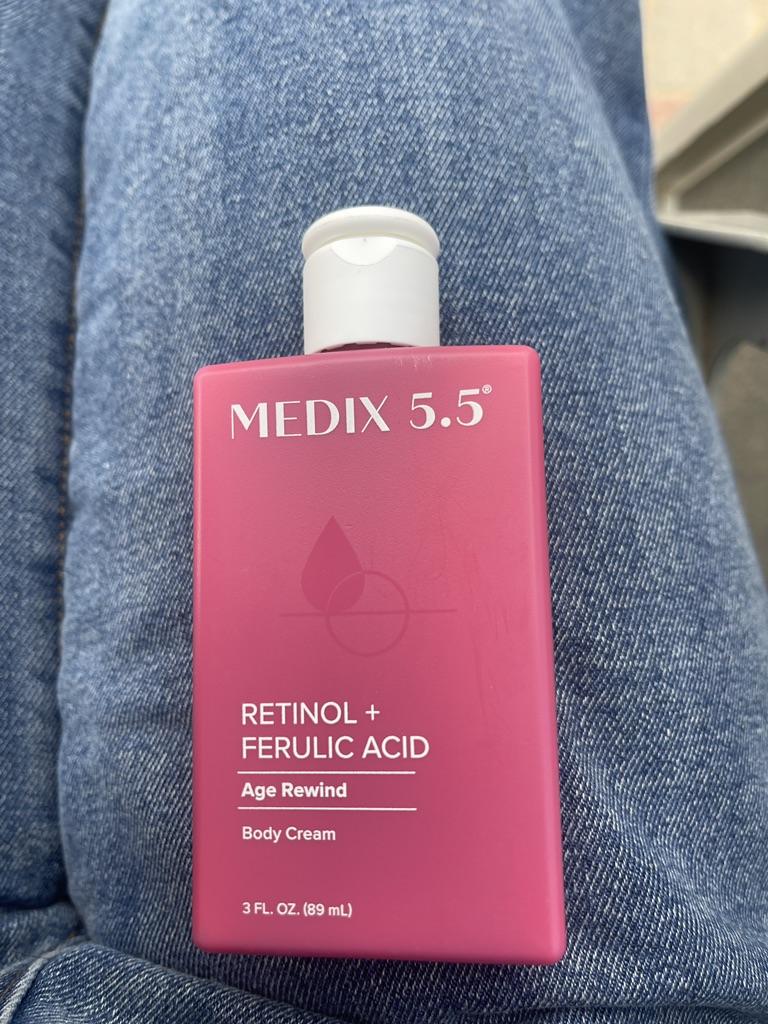 MEDIX 5.5®
RETINOL +
FERULIC ACID
Age Rewind
Body Cream
3 FL. OZ. (89 mL)